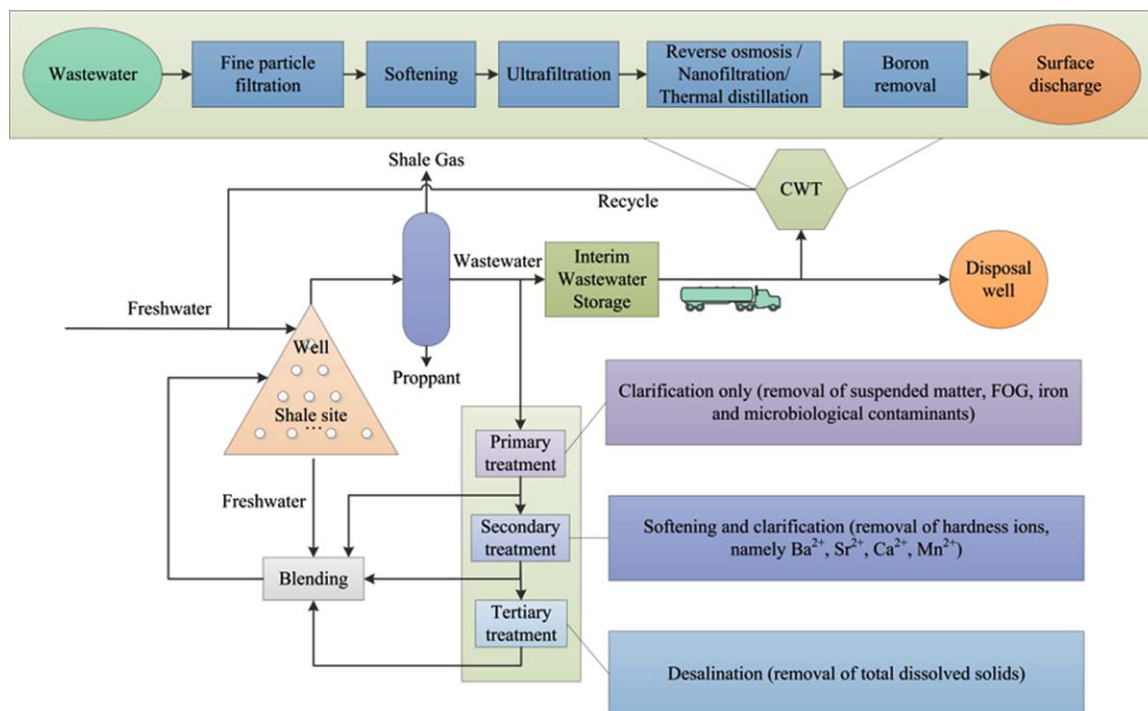 Wastewater
Fine particle
filtration
Softening
Ultrafiltration
Reverse osmosis /
Nanofiltration/
Thermal distillation
Boron
removal
Surface
discharge
Shale Gas
CWT
Recycle
Wastewater
Interim
Wastewater
Storage
Disposal
well
Freshwater
Well
Proppant
Shale site
...
Clarification only (removal of suspended matter, FOG, iron
and microbiological contaminants)
Primary
treatment
Freshwater
Secondary
treatment
Softening and clarification (removal of hardness ions,
namely Ba²⁺, Sr²⁺, Ca²⁺, Mn²⁺)
Blending
Tertiary
treatment
Desalination (removal of total dissolved solids)